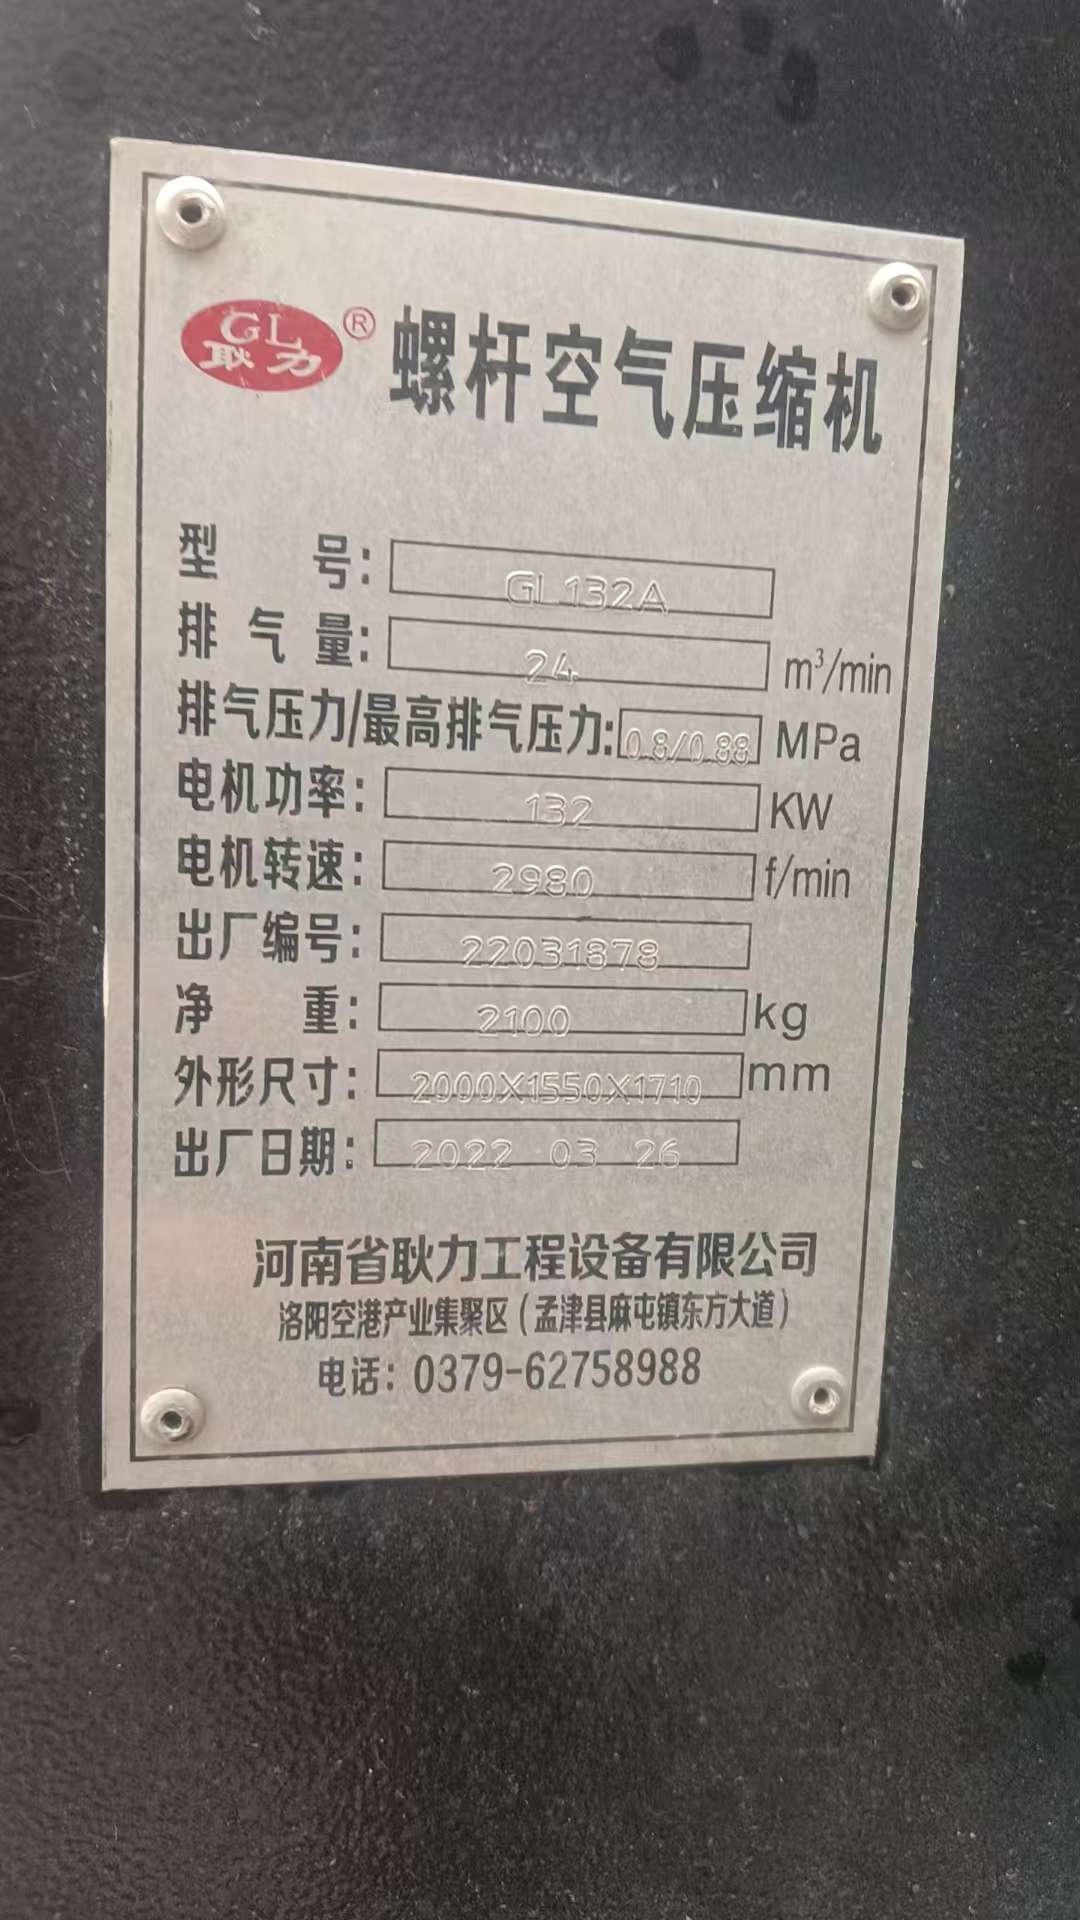 GL
耿力 ® 螺杆空气压缩机
型 号: GL132A
排气量: 24 m³/min
排气压力/最高排气压力: 0.8/0.88 MPa
电机功率: 132 KW
电机转速: 2980 f/min
出厂编号: 22031878
净 重: 2100 kg
外形尺寸: 2000X1550X1710 mm
出厂日期: 2022 03 26
河南省耿力工程设备有限公司
洛阳空港产业集聚区(孟津县麻屯镇东方大道)
电话: 0379-62758988